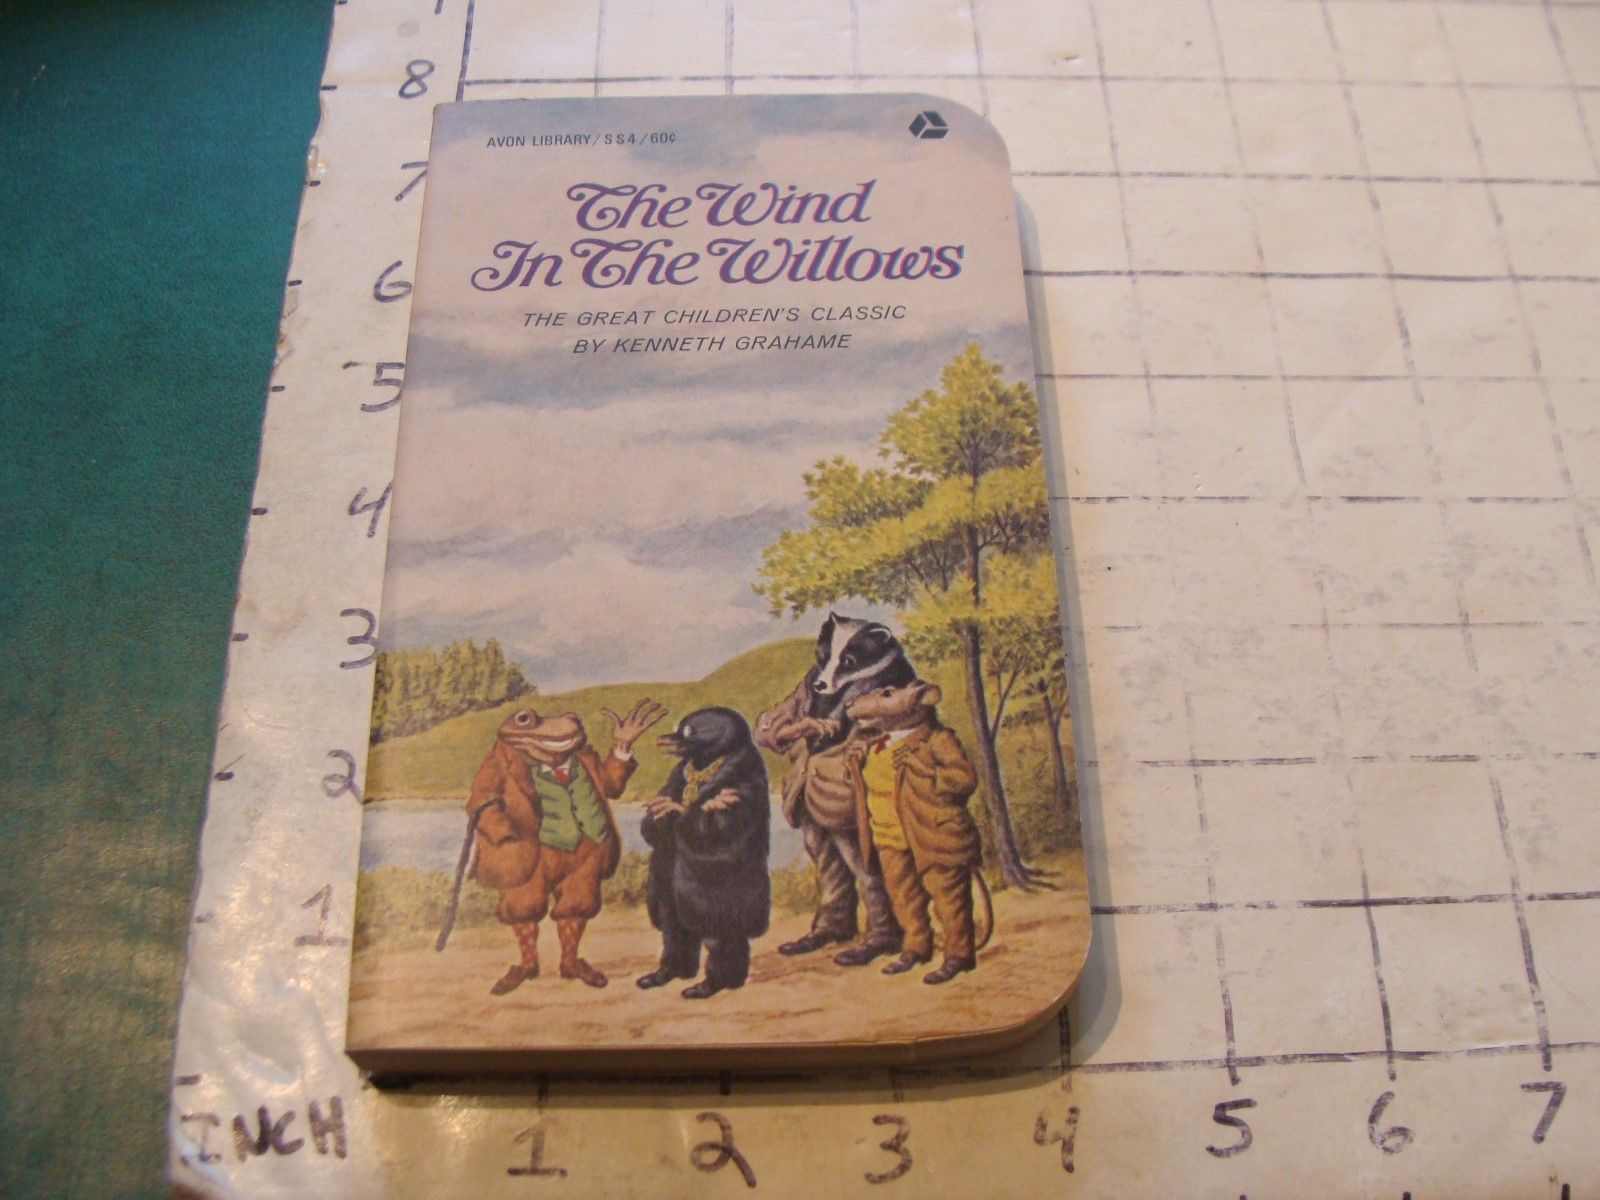 8
AVON LIBRARY/SS4/60¢
7
The Wind
In The Willows
6
THE GREAT CHILDREN'S CLASSIC
BY KENNETH GRAHAME
5
4
3
2
1
INCH 1 2 3 4 5 6 7